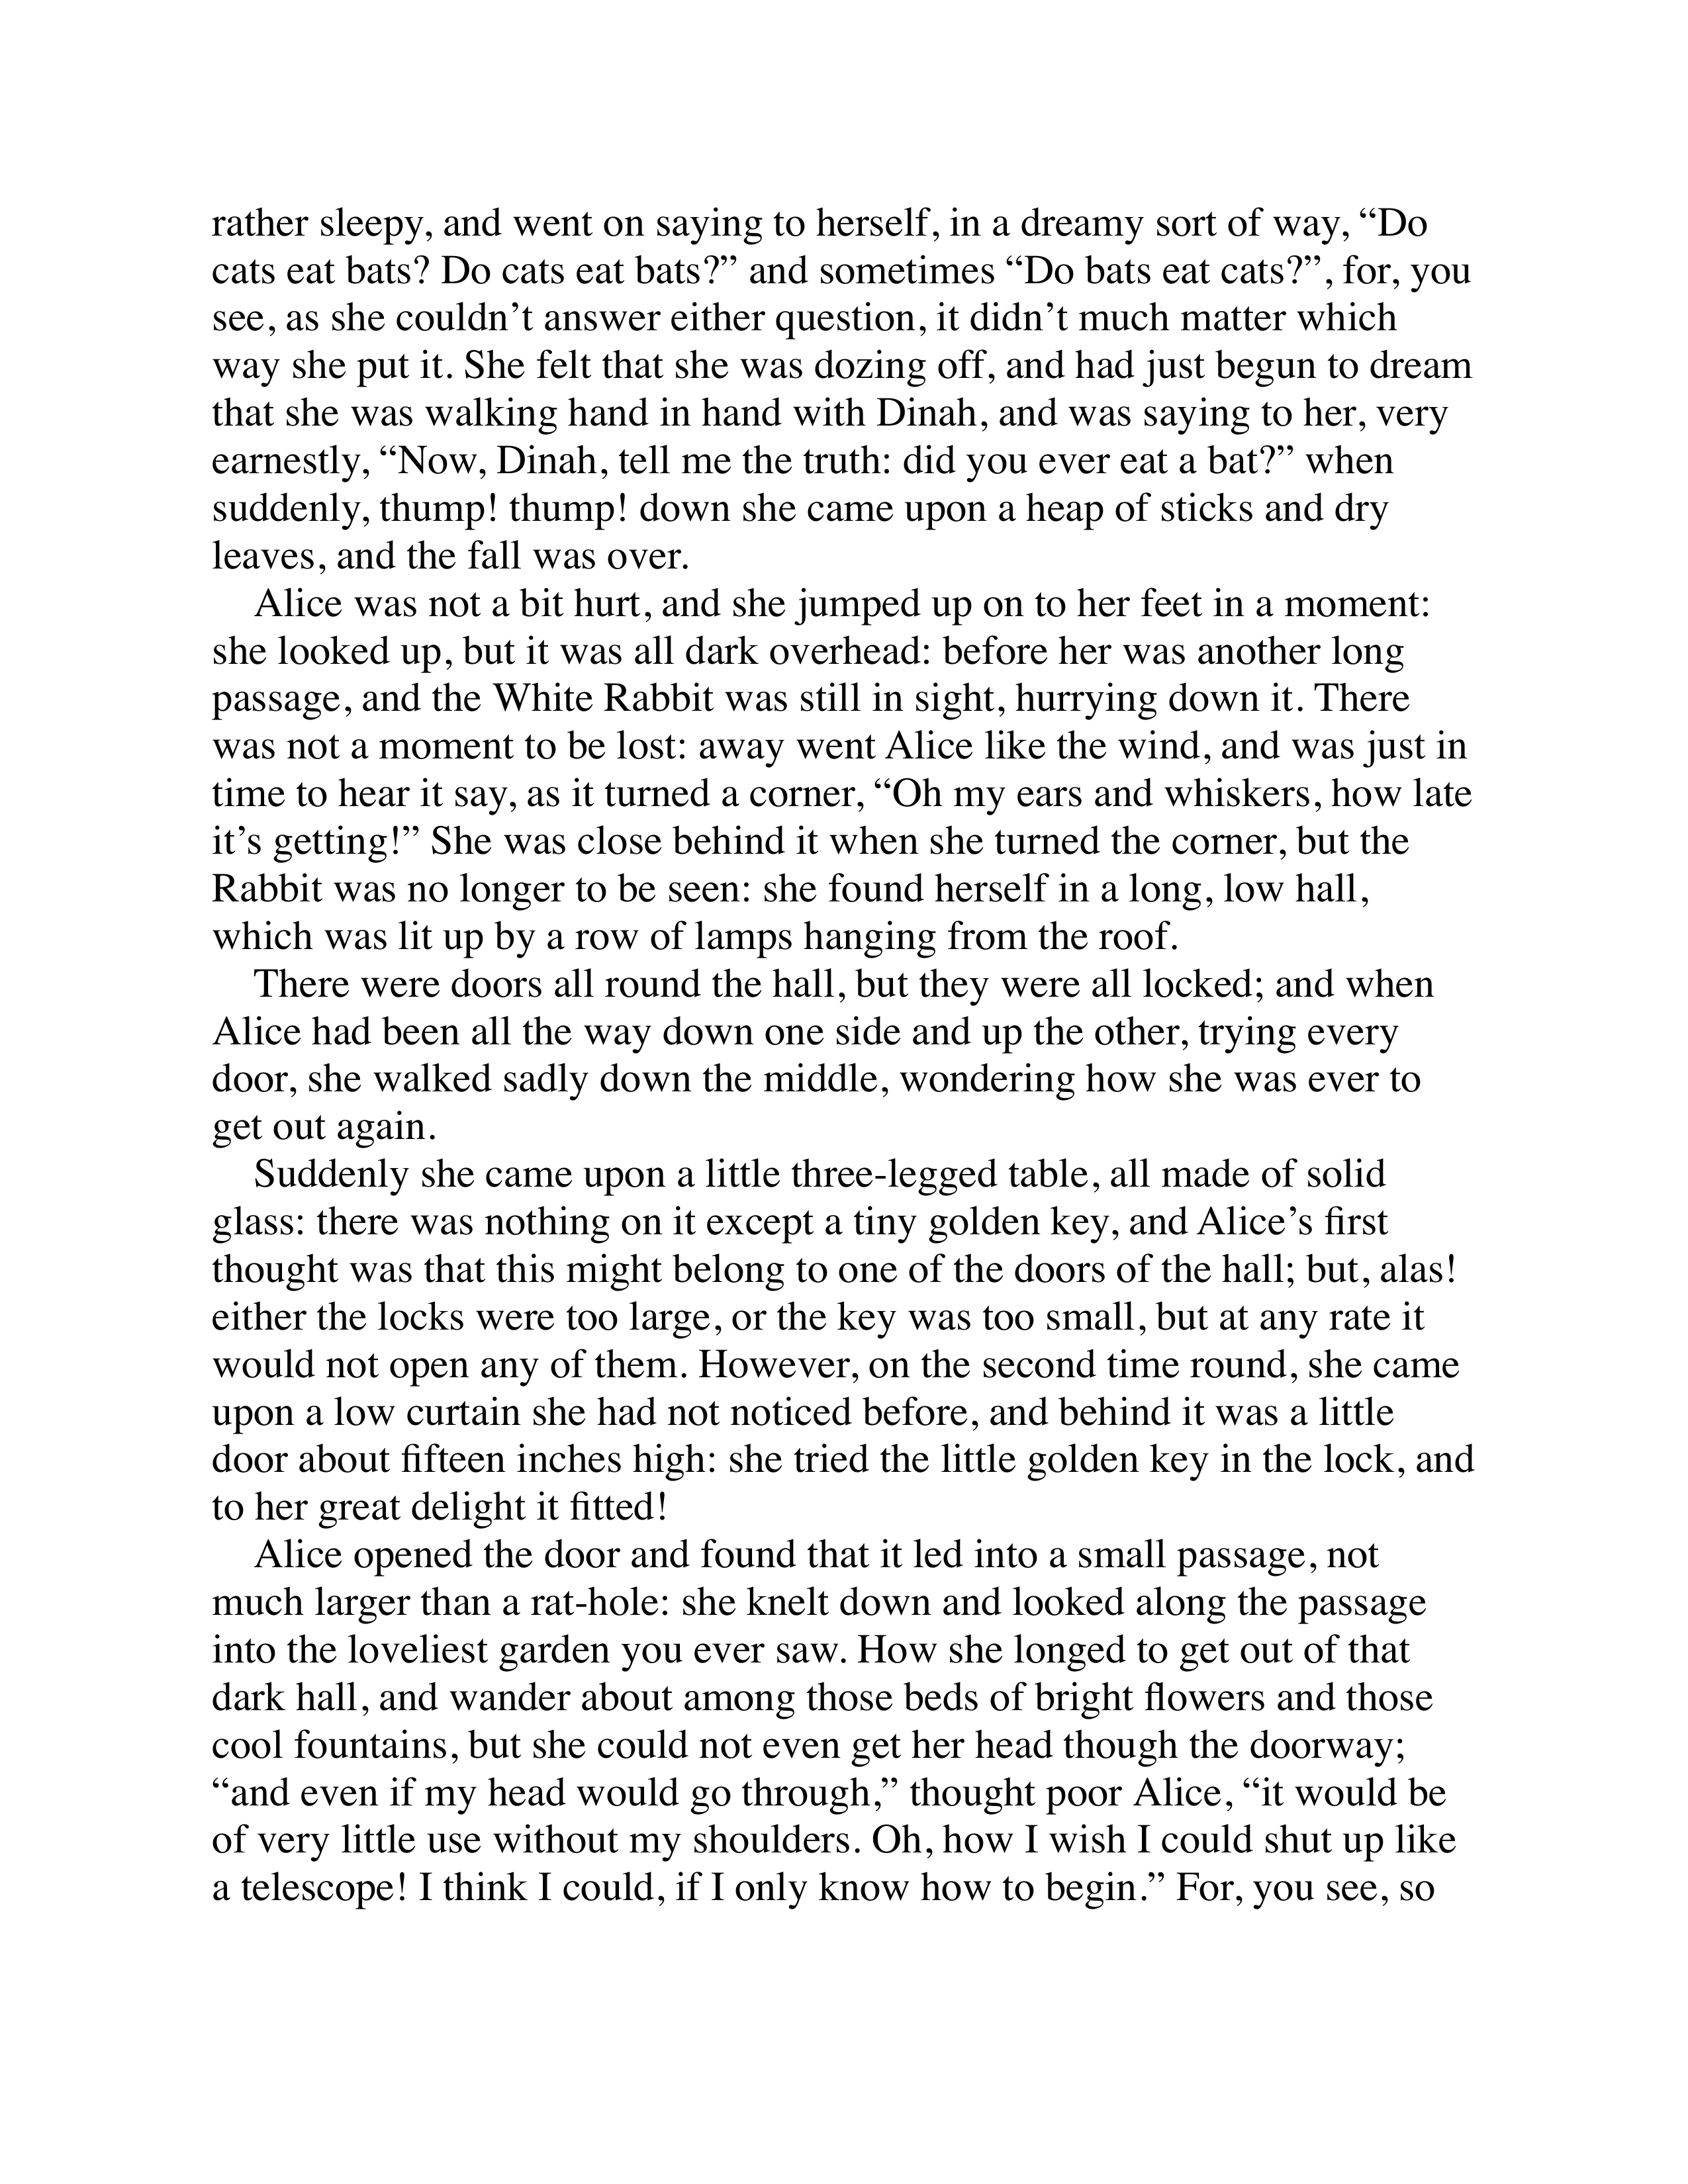 rather sleepy, and went on saying to herself, in a dreamy sort of way, “Do
cats eat bats? Do cats eat bats?” and sometimes “Do bats eat cats?”, for, you
see, as she couldn’t answer either question, it didn’t much matter which
way she put it. She felt that she was dozing off, and had just begun to dream
that she was walking hand in hand with Dinah, and was saying to her, very
earnestly, “Now, Dinah, tell me the truth: did you ever eat a bat?” when
suddenly, thump! thump! down she came upon a heap of sticks and dry
leaves, and the fall was over.
Alice was not a bit hurt, and she jumped up on to her feet in a moment:
she looked up, but it was all dark overhead: before her was another long
passage, and the White Rabbit was still in sight, hurrying down it. There
was not a moment to be lost: away went Alice like the wind, and was just in
time to hear it say, as it turned a corner, “Oh my ears and whiskers, how late
it’s getting!” She was close behind it when she turned the corner, but the
Rabbit was no longer to be seen: she found herself in a long, low hall,
which was lit up by a row of lamps hanging from the roof.
There were doors all round the hall, but they were all locked; and when
Alice had been all the way down one side and up the other, trying every
door, she walked sadly down the middle, wondering how she was ever to
get out again.
Suddenly she came upon a little three-legged table, all made of solid
glass: there was nothing on it except a tiny golden key, and Alice’s first
thought was that this might belong to one of the doors of the hall; but, alas!
either the locks were too large, or the key was too small, but at any rate it
would not open any of them. However, on the second time round, she came
upon a low curtain she had not noticed before, and behind it was a little
door about fifteen inches high: she tried the little golden key in the lock, and
to her great delight it fitted!
Alice opened the door and found that it led into a small passage, not
much larger than a rat-hole: she knelt down and looked along the passage
into the loveliest garden you ever saw. How she longed to get out of that
dark hall, and wander about among those beds of bright flowers and those
cool fountains, but she could not even get her head though the doorway;
“and even if my head would go through,” thought poor Alice, “it would be
of very little use without my shoulders. Oh, how I wish I could shut up like
a telescope! I think I could, if I only know how to begin.” For, you see, so